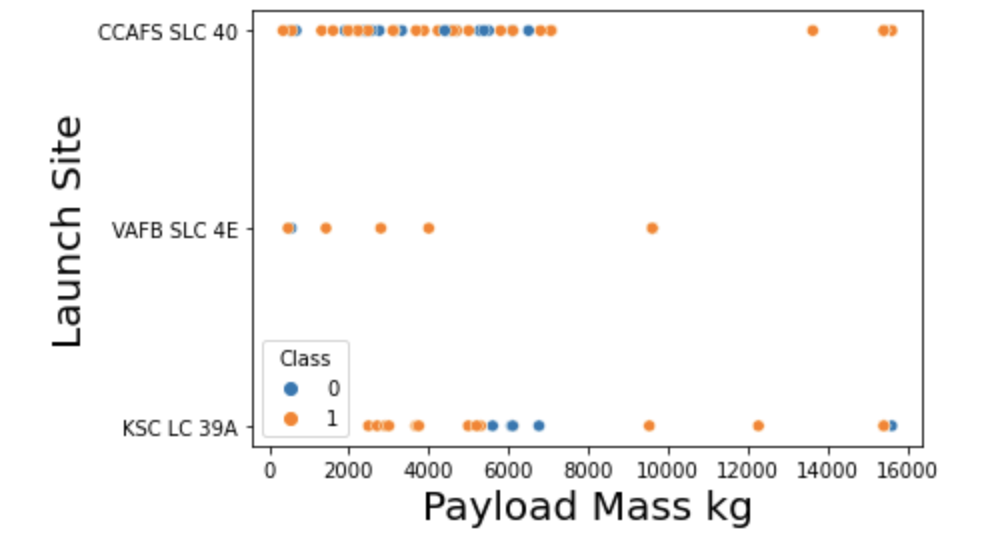 CCAFS SLC 40
VAFB SLC 4E
KSC LC 39A
Launch Site
Class
0
1
0 2000 4000 6000 8000 10000 12000 14000 16000
Payload Mass kg